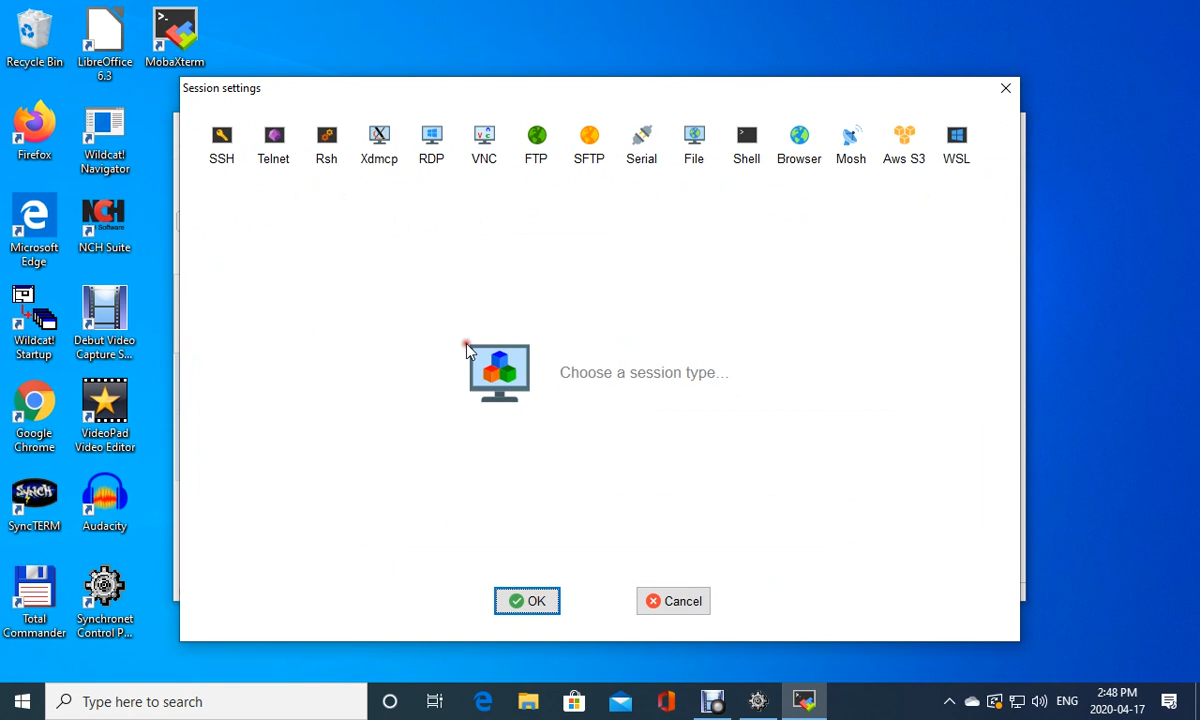 Recycle Bin
LibreOffice
6.3
MobaXterm
Firefox
Wildcat!
Navigator
Microsoft
Edge
NCH
Software
NCH Suite
Wildcat!
Startup
Debut Video
Capture S...
Google
Chrome
VideoPad
Video Editor
SyncTERM
Audacity
Total
Commander
Synchronet
Control P...
Session settings
SSH
Telnet
Rsh
Xdmcp
RDP
VNC
FTP
SFTP
Serial
File
Shell
Browser
Mosh
Aws S3
WSL
Choose a session type...
OK
Cancel
Type here to search
ENG
2:48 PM
2020-04-17